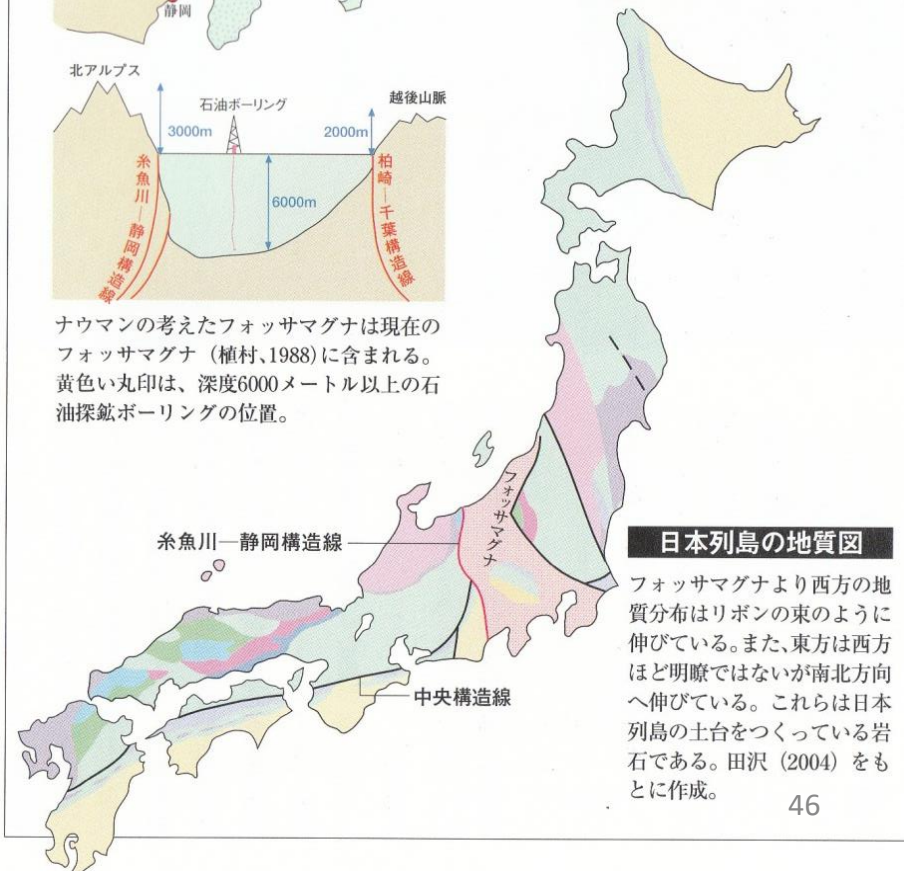 静岡
北アルプス
石油ボーリング
越後山脈
3000m
2000m
6000m
糸魚川―静岡構造線
柏崎―千葉構造線
ナウマンの考えたフォッサマグナは現在の
フォッサマグナ（植村、1988)に含まれる。
黄色い丸印は、深度6000メートル以上の石
油探鉱ボーリングの位置。
フォッサマグナ
糸魚川―静岡構造線
中央構造線
日本列島の地質図
フォッサマグナより西方の地
質分布はリボンの束のように
伸びている。また、東方は西方
ほど明瞭ではないが南北方向
へ伸びている。これらは日本
列島の土台をつくっている岩
石である。田沢（2004）をも
とに作成。
46